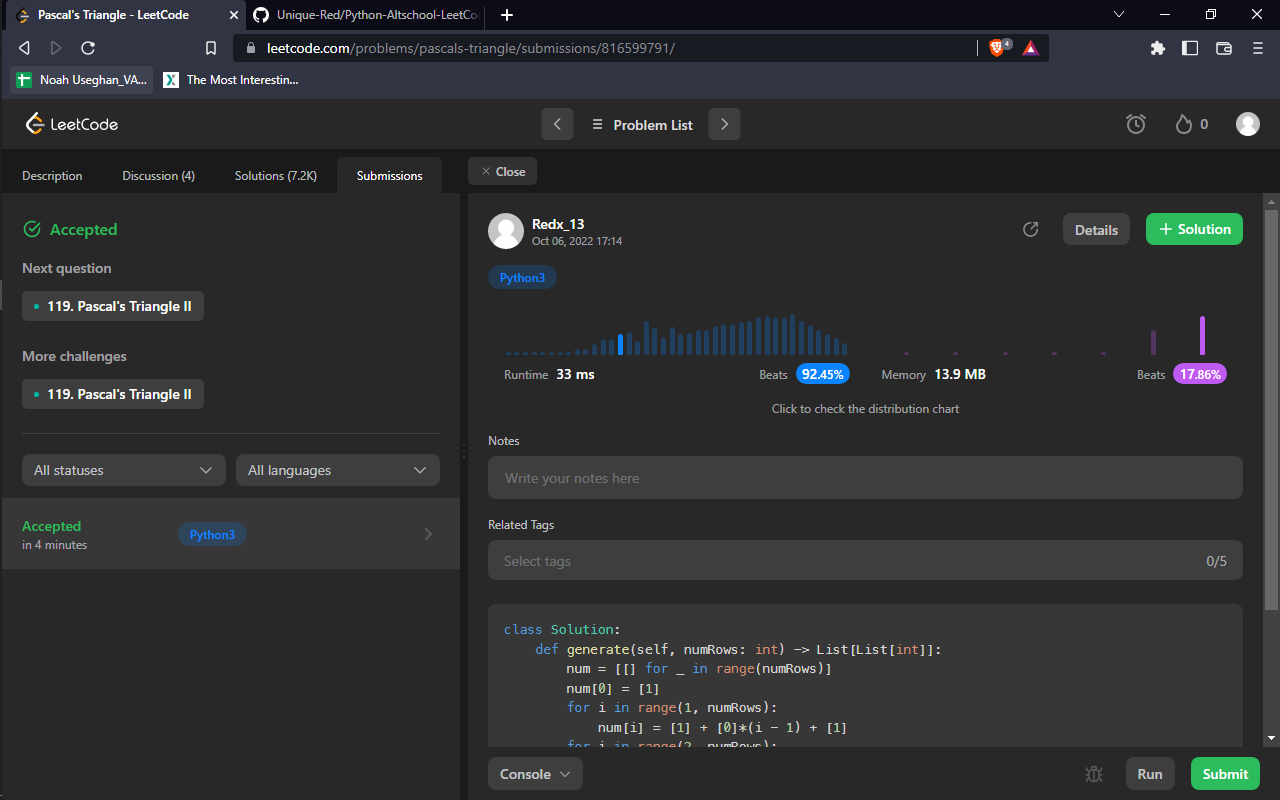 Pascal's Triangle - LeetCode
Unique-Red/Python-Altschool-LeetCo
leetcode.com/problems/pascals-triangle/submissions/816599791/
4
Noah Useghan_VA...
The Most Interestin...
LeetCode
Problem List
0
Description
Discussion (4)
Solutions (7.2K)
Submissions
Close
Accepted
Next question
119. Pascal's Triangle II
More challenges
119. Pascal's Triangle II
All statuses
All languages
Accepted
in 4 minutes
Python3
Redx_13
Oct 06, 2022 17:14
Details
+ Solution
Python3
Runtime 33 ms
Beats 92.45%
Memory 13.9 MB
Beats 17.86%
Click to check the distribution chart
Notes
Write your notes here
Related Tags
Select tags
0/5
class Solution:
def generate(self, numRows: int) -> List[List[int]]:
num = [[] for _ in range(numRows)]
num[0] = [1]
for i in range(1, numRows):
num[i] = [1] + [0]*(i - 1) + [1]
for i in range(2, numRows):
Console
Run
Submit